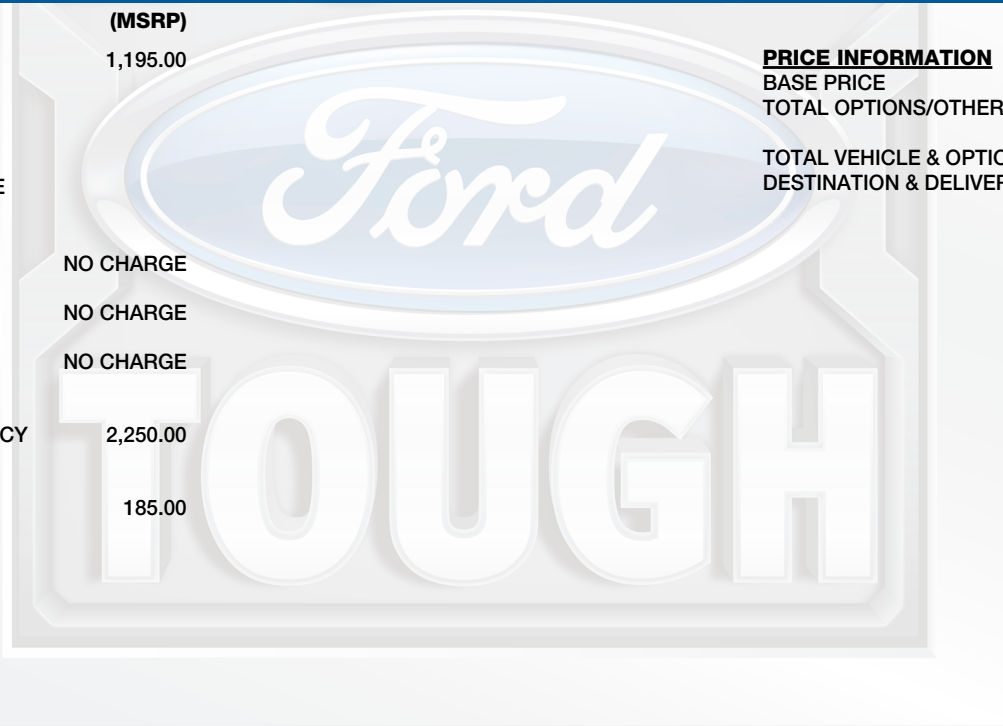 (MSRP)
1,195.00
E
NO CHARGE
NO CHARGE
NO CHARGE
CY 2,250.00
185.00
PRICE INFORMATION
BASE PRICE
TOTAL OPTIONS/OTHER
TOTAL VEHICLE & OPTIO
DESTINATION & DELIVER
Ford
TOUGH